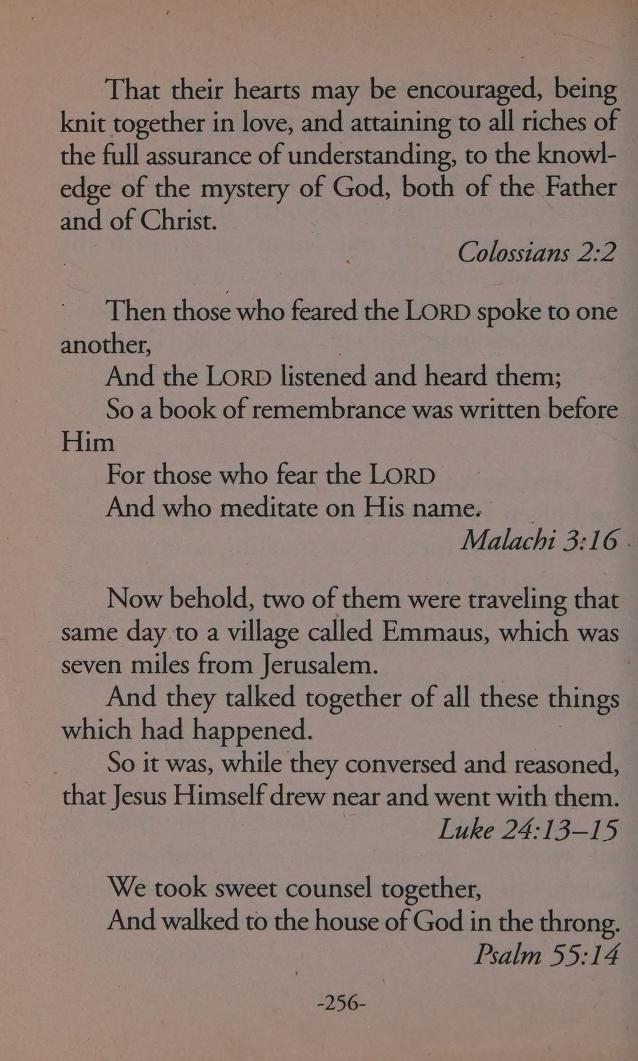 That their hearts may be encouraged, being
knit together in love, and attaining to all riches of
the full assurance of understanding, to the knowl-
edge of the mystery of God, both of the Father
and of Christ.
Colossians 2:2
Then those who feared the LORD spoke to one
another,
And the LORD listened and heard them;
So a book of remembrance was written before
Him
For those who fear the LORD
And who meditate on His name.
Malachi 3:16
Now behold, two of them were traveling that
same day to a village called Emmaus, which was
seven miles from Jerusalem.
And they talked together of all these things
which had happened.
So it was, while they conversed and reasoned,
that Jesus Himself drew near and went with them.
Luke 24:13–15
We took sweet counsel together,
And walked to the house of God in the throng.
Psalm 55:14
-256-